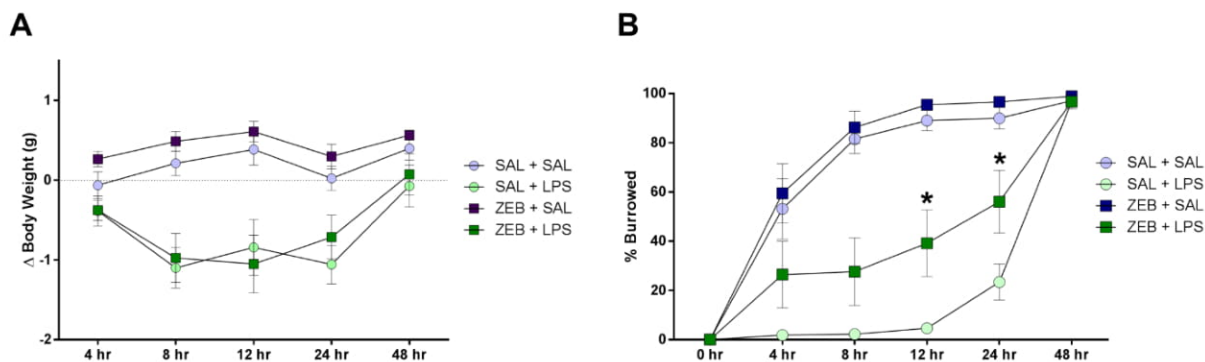 A
Δ Body Weight (g)
1
0
-1
-2
4 hr 8 hr 12 hr 24 hr 48 hr
SAL + SAL
SAL + LPS
ZEB + SAL
ZEB + LPS
B
% Burrowed
100
80
60
40
20
0
* *
0 hr 4 hr 8 hr 12 hr 24 hr 48 hr
SAL + SAL
SAL + LPS
ZEB + SAL
ZEB + LPS